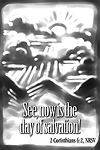 See, now is the
day of salvation!
2 Corinthians 6:2, NRSV